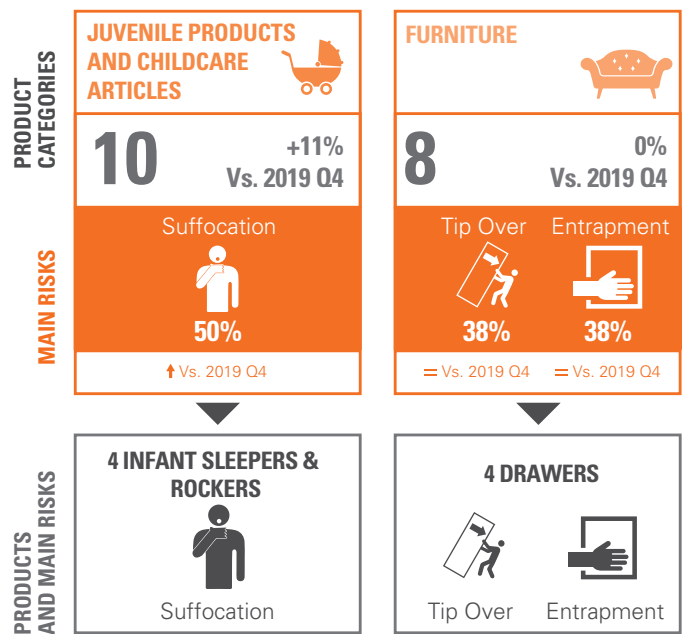 PRODUCT
CATEGORIES
JUVENILE PRODUCTS
AND CHILDCARE
ARTICLES
10
+11%
Vs. 2019 Q4
FURNITURE
8
0%
Vs. 2019 Q4
MAIN RISKS
Suffocation
50%
Vs. 2019 Q4
Tip Over
Entrapment
38%
38%
= Vs. 2019 Q4
= Vs. 2019 Q4
PRODUCTS
AND MAIN RISKS
4 INFANT SLEEPERS &
ROCKERS
Suffocation
4 DRAWERS
Tip Over
Entrapment